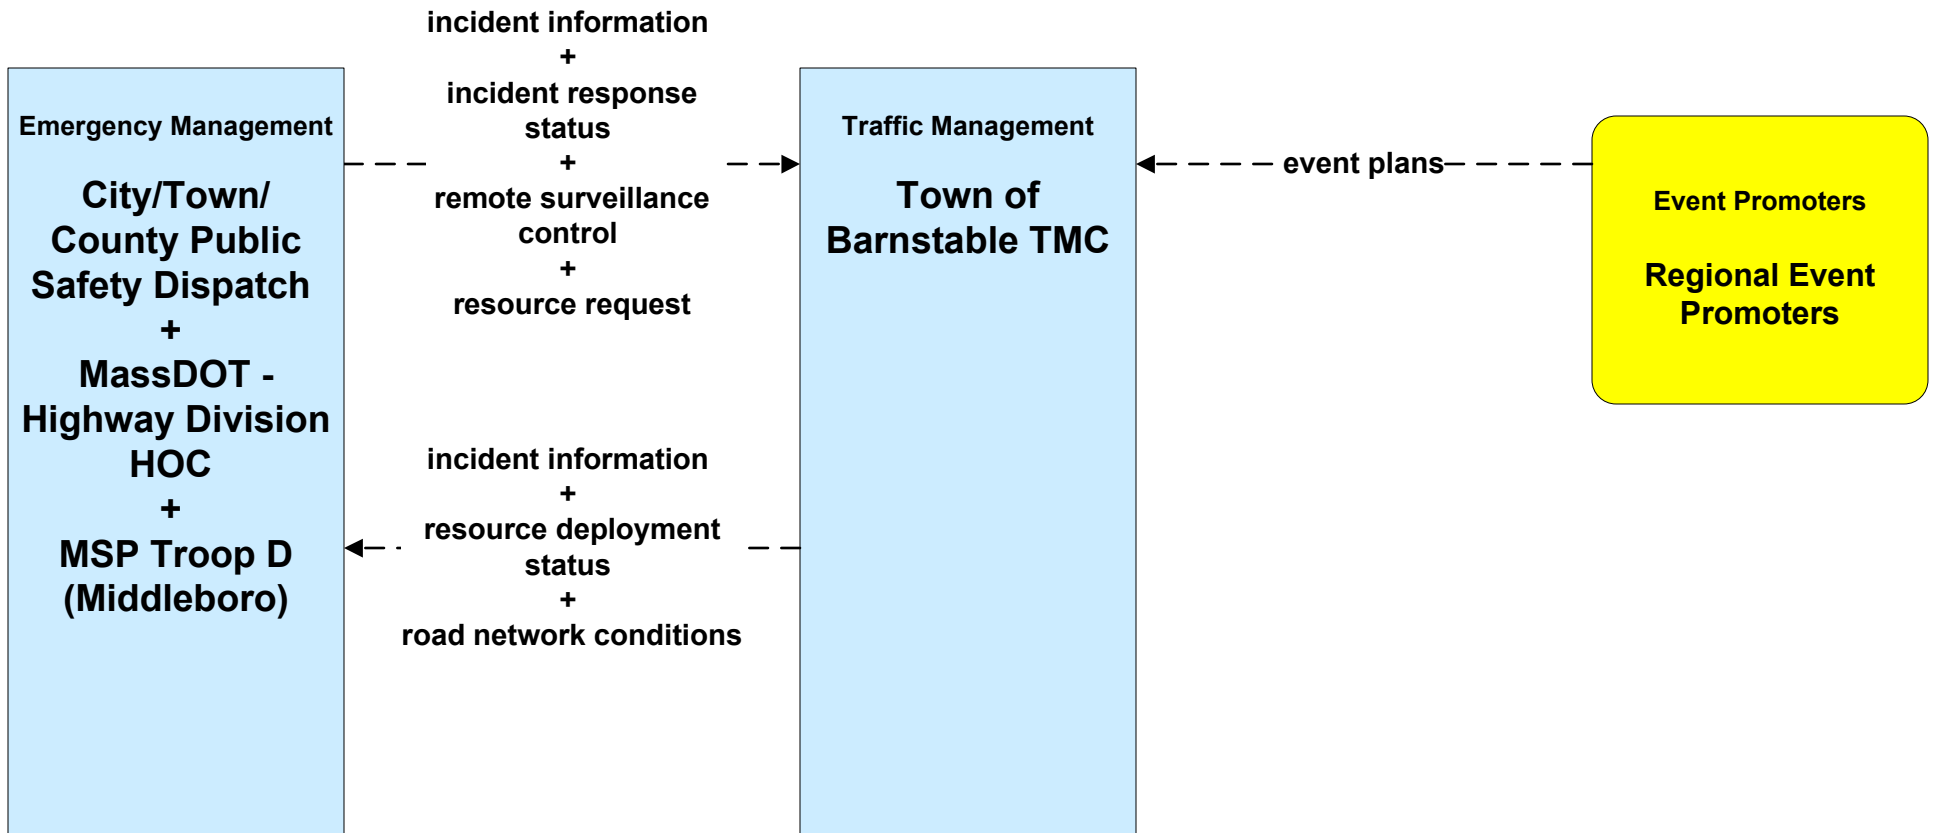 Emergency Management
City/Town/
County Public
Safety Dispatch
+
MassDOT -
Highway Division
HOC
+
MSP Troop D
(Middleboro)
incident information
+
incident response
status
+
remote surveillance
control
+
resource request
incident information
+
resource deployment
status
+
road network conditions
Traffic Management
Town of
Barnstable TMC
event plans
Event Promoters
Regional Event
Promoters